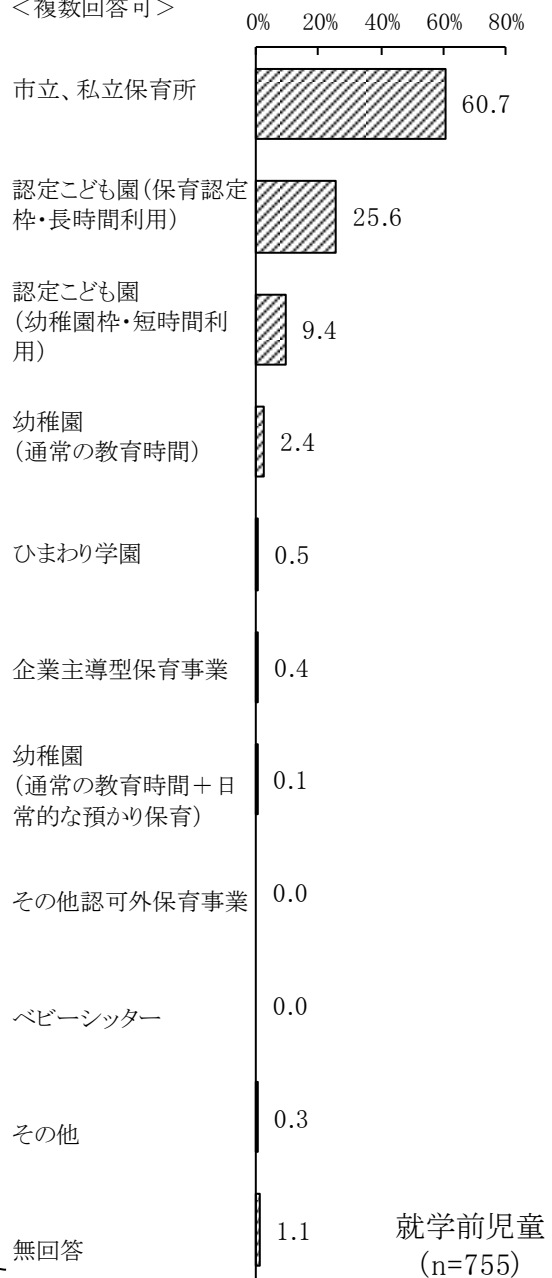 ＜複数回答可＞
0% 20% 40% 60% 80%
市立、私立保育所
60.7
認定こども園（保育認定
枠・長時間利用）
25.6
認定こども園
（幼稚園枠・短時間利
用）
9.4
幼稚園
（通常の教育時間）
2.4
ひまわり学園
0.5
企業主導型保育事業
0.4
幼稚園
（通常の教育時間＋日
常的な預かり保育）
0.1
その他認可外保育事業
0.0
ベビーシッター
0.0
その他
0.3
無回答
1.1
就学前児童
(n=755)